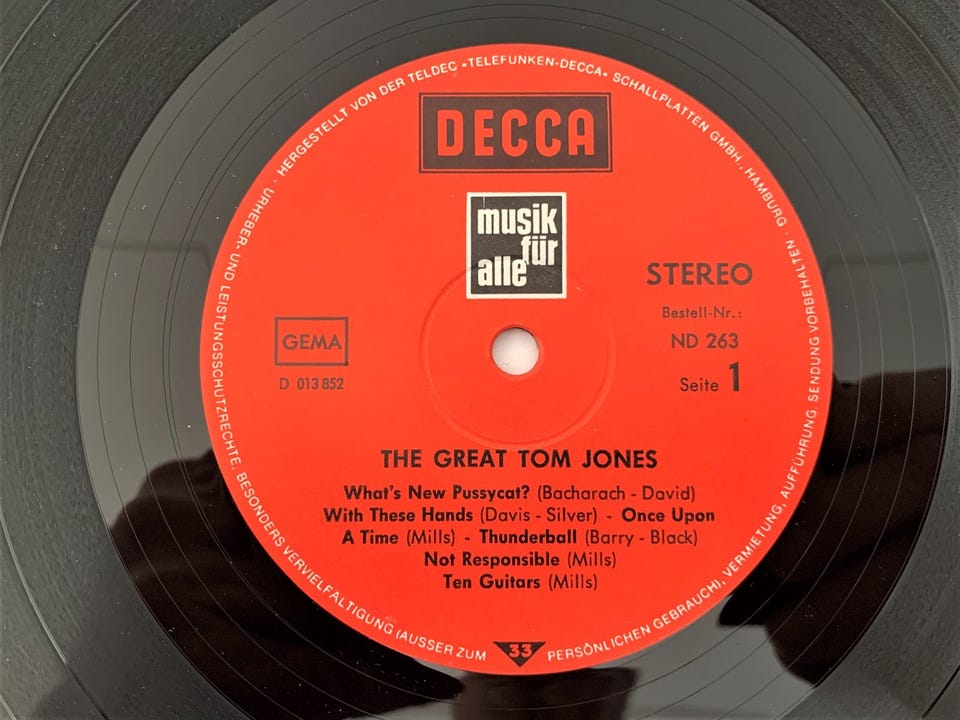 HERGESTELLT VON DER TELDEC »TELEFUNKEN-DECCA« SCHALLPLATTEN GMBH., HAMBURG · URHEBER- UND LEISTUNGSSCHUTZRECHTE, BESONDERS VERVIELFÄLTIGUNG (AUSSER ZUM PERSÖNLICHEN GEBRAUCH), VERMIETUNG, AUFFÜHRUNG, SENDUNG VORBEHALTEN ·
DECCA
musik
für
alle
STEREO
Bestell-Nr.:
ND 263
Seite 1
GEMA
D 013 852
THE GREAT TOM JONES
What's New Pussycat? (Bacharach - David)
With These Hands (Davis - Silver) - Once Upon
A Time (Mills) - Thunderball (Barry - Black)
Not Responsible (Mills)
Ten Guitars (Mills)
33